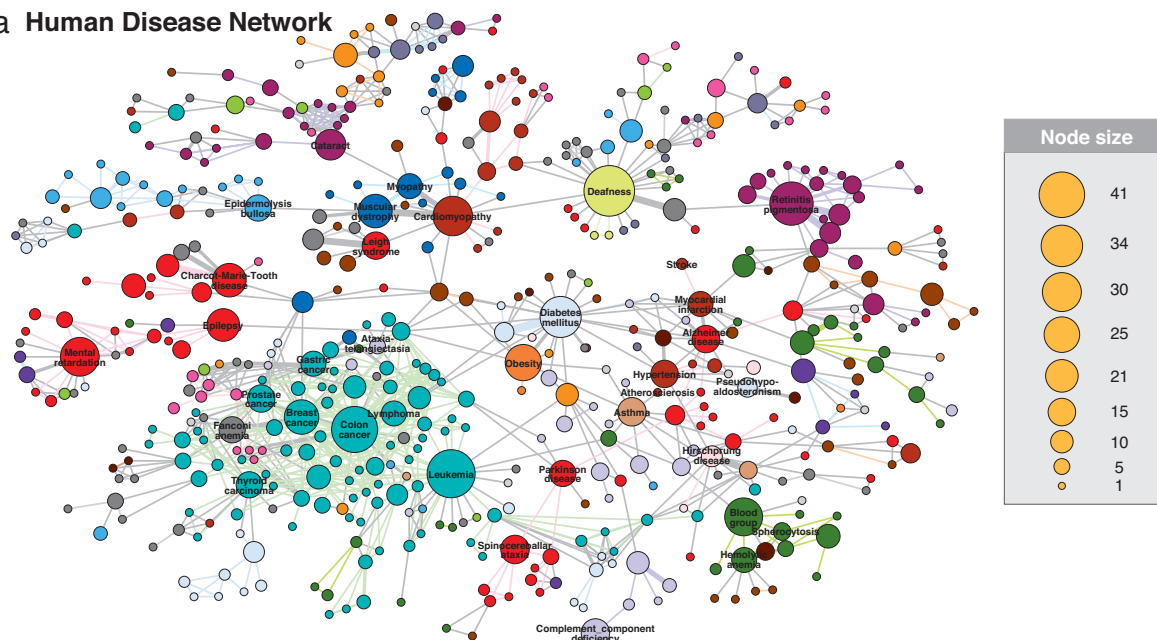 a Human Disease Network
Cataract
Deafness
Myopathy
Epidermolysis
bullosa
Muscular
dystrophy
Cardiomyopathy
Retinitis
pigmentosa
Leigh
syndrome
Charcot-Marie-Tooth
disease
Stroke
Myocardial
infarction
Diabetes
mellitus
Epilepsy
Alzheimer
disease
Ataxia-
telangiectasia
Mental
retardation
Gastric
cancer
Obesity
Hypertension
Pseudohypo-
aldosteronism
Prostate
cancer
Atherosclerosis
Breast
cancer
Lymphoma
Asthma
Fanconi
anemia
Colon
cancer
Hirschprung
disease
Leukemia
Parkinson
disease
Thyroid
carcinoma
Blood
group
Spherocytosis
Spinocereballar
ataxia
Hemolytic
anemia
Complement_component
deficiency
Node size
41
34
30
25
21
15
10
5
1